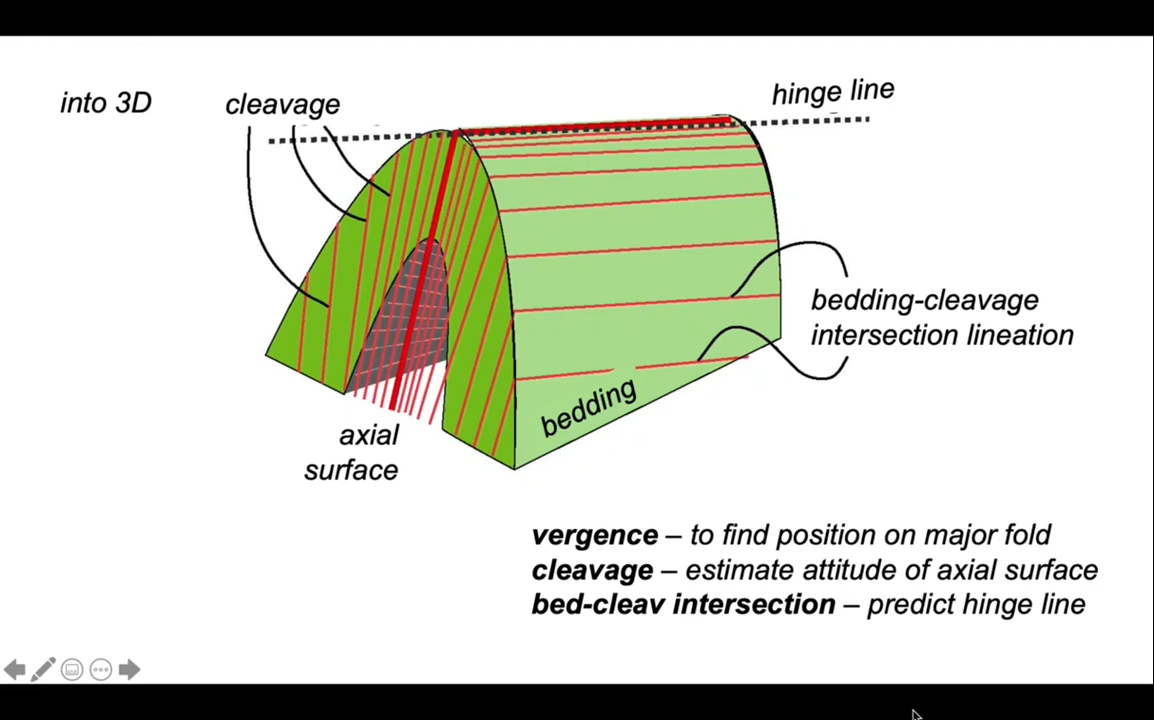 into 3D
cleavage
hinge line
bedding-cleavage
intersection lineation
bedding
axial
surface
vergence – to find position on major fold
cleavage – estimate attitude of axial surface
bed-cleav intersection – predict hinge line